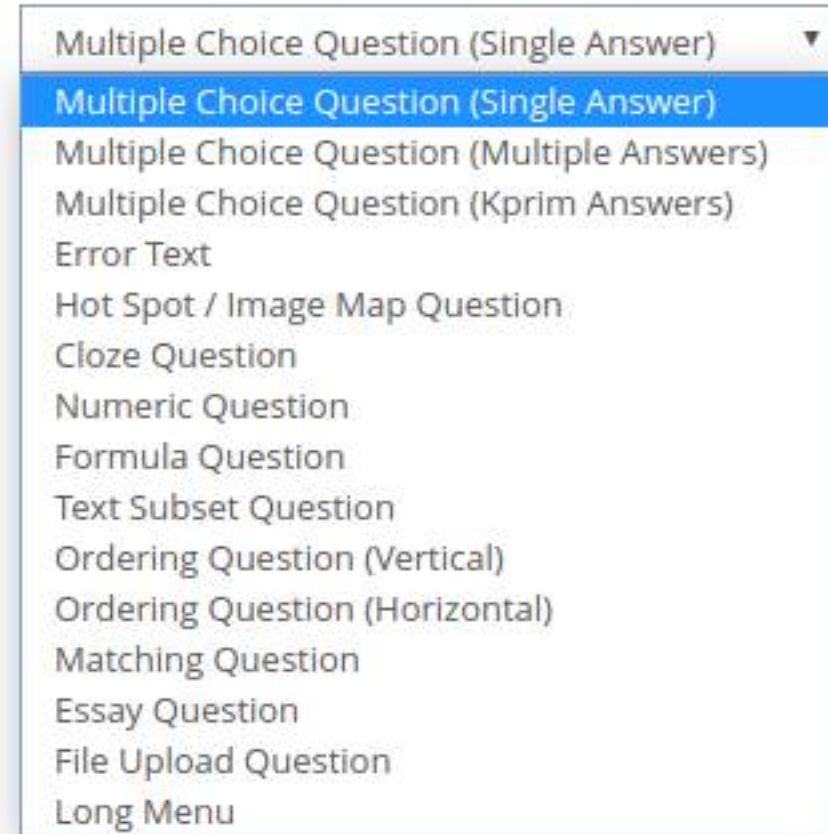 Multiple Choice Question (Single Answer)
Multiple Choice Question (Single Answer)
Multiple Choice Question (Multiple Answers)
Multiple Choice Question (Kprim Answers)
Error Text
Hot Spot / Image Map Question
Cloze Question
Numeric Question
Formula Question
Text Subset Question
Ordering Question (Vertical)
Ordering Question (Horizontal)
Matching Question
Essay Question
File Upload Question
Long Menu